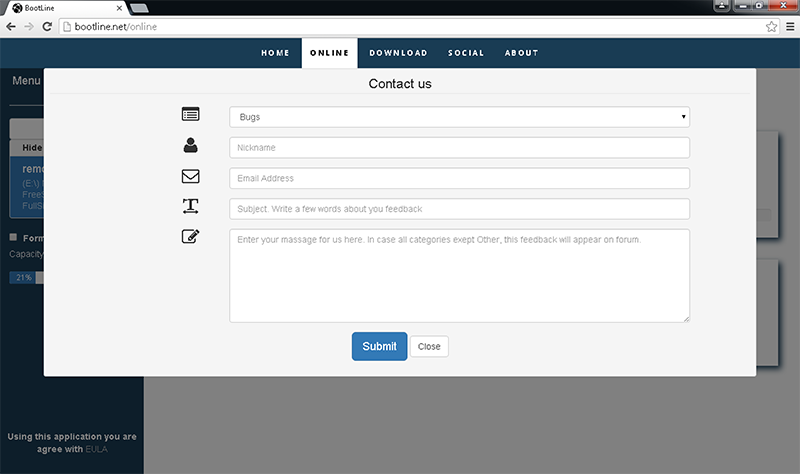 BootLine
bootline.net/online
HOME ONLINE DOWNLOAD SOCIAL ABOUT
Menu
Contact us
Bugs
Nickname
Email Address
Subject. Write a few words about you feedback
Enter your massage for us here. In case all categories exept Other, this feedback will appear on forum.
Submit Close
Hide
remo
(E:\)
FreeS
FullS
Form
Capacity
21%
Using this application you are
agree with EULA